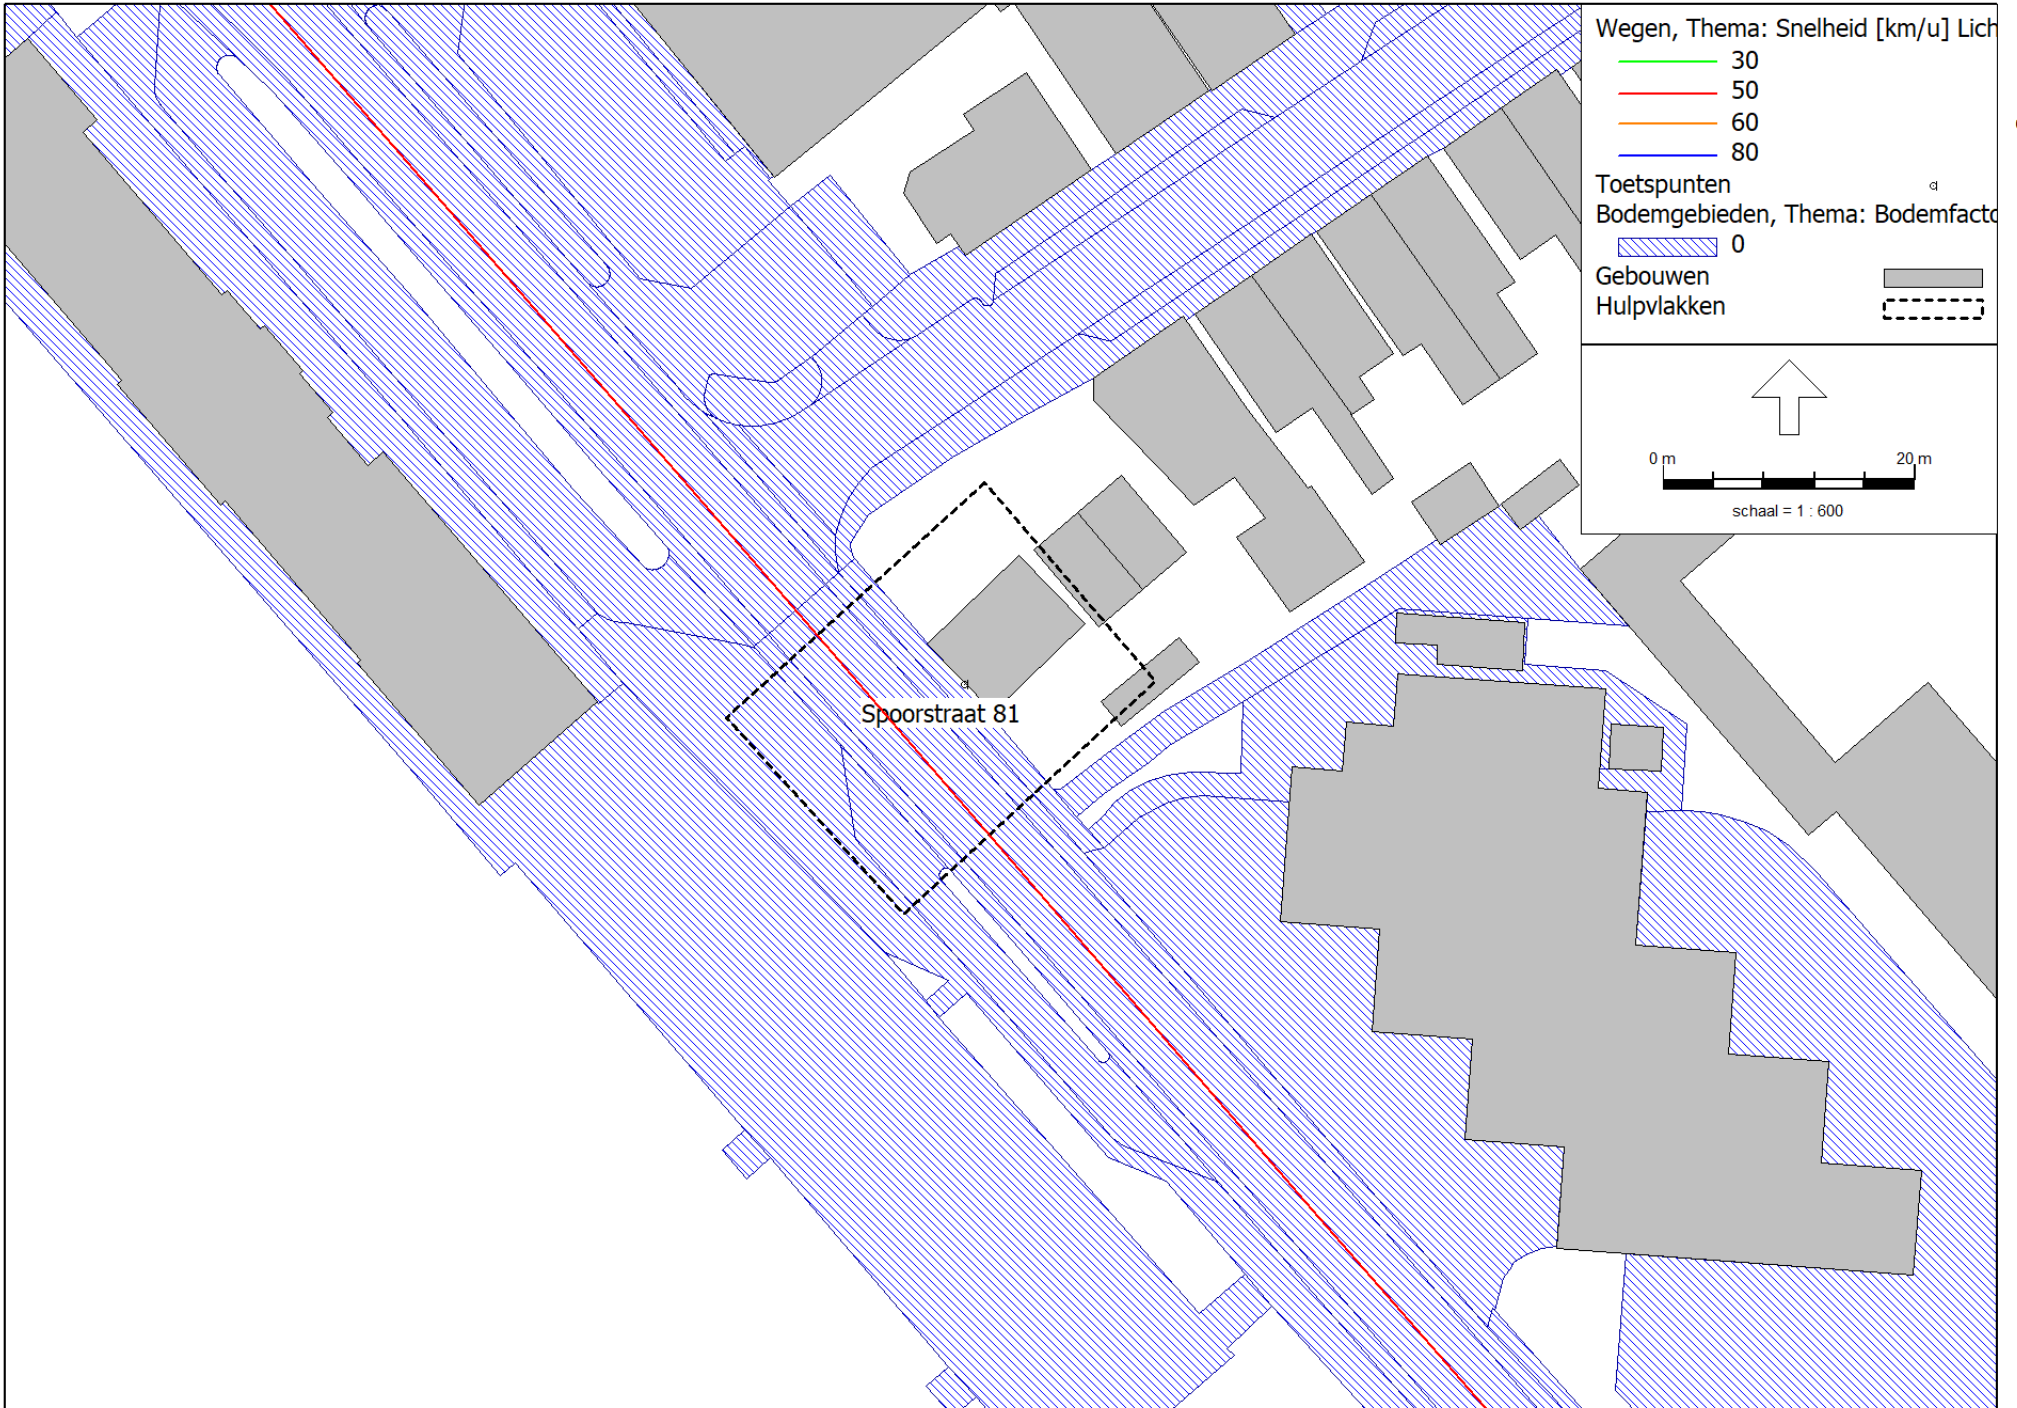 Wegen, Thema: Snelheid [km/u] Lich
30
50
60
80
Toetspunten
Bodemgebieden, Thema: Bodemfacto
0
Gebouwen
Hulpvlakken
0 m 20 m
schaal = 1 : 600
Spoorstraat 81